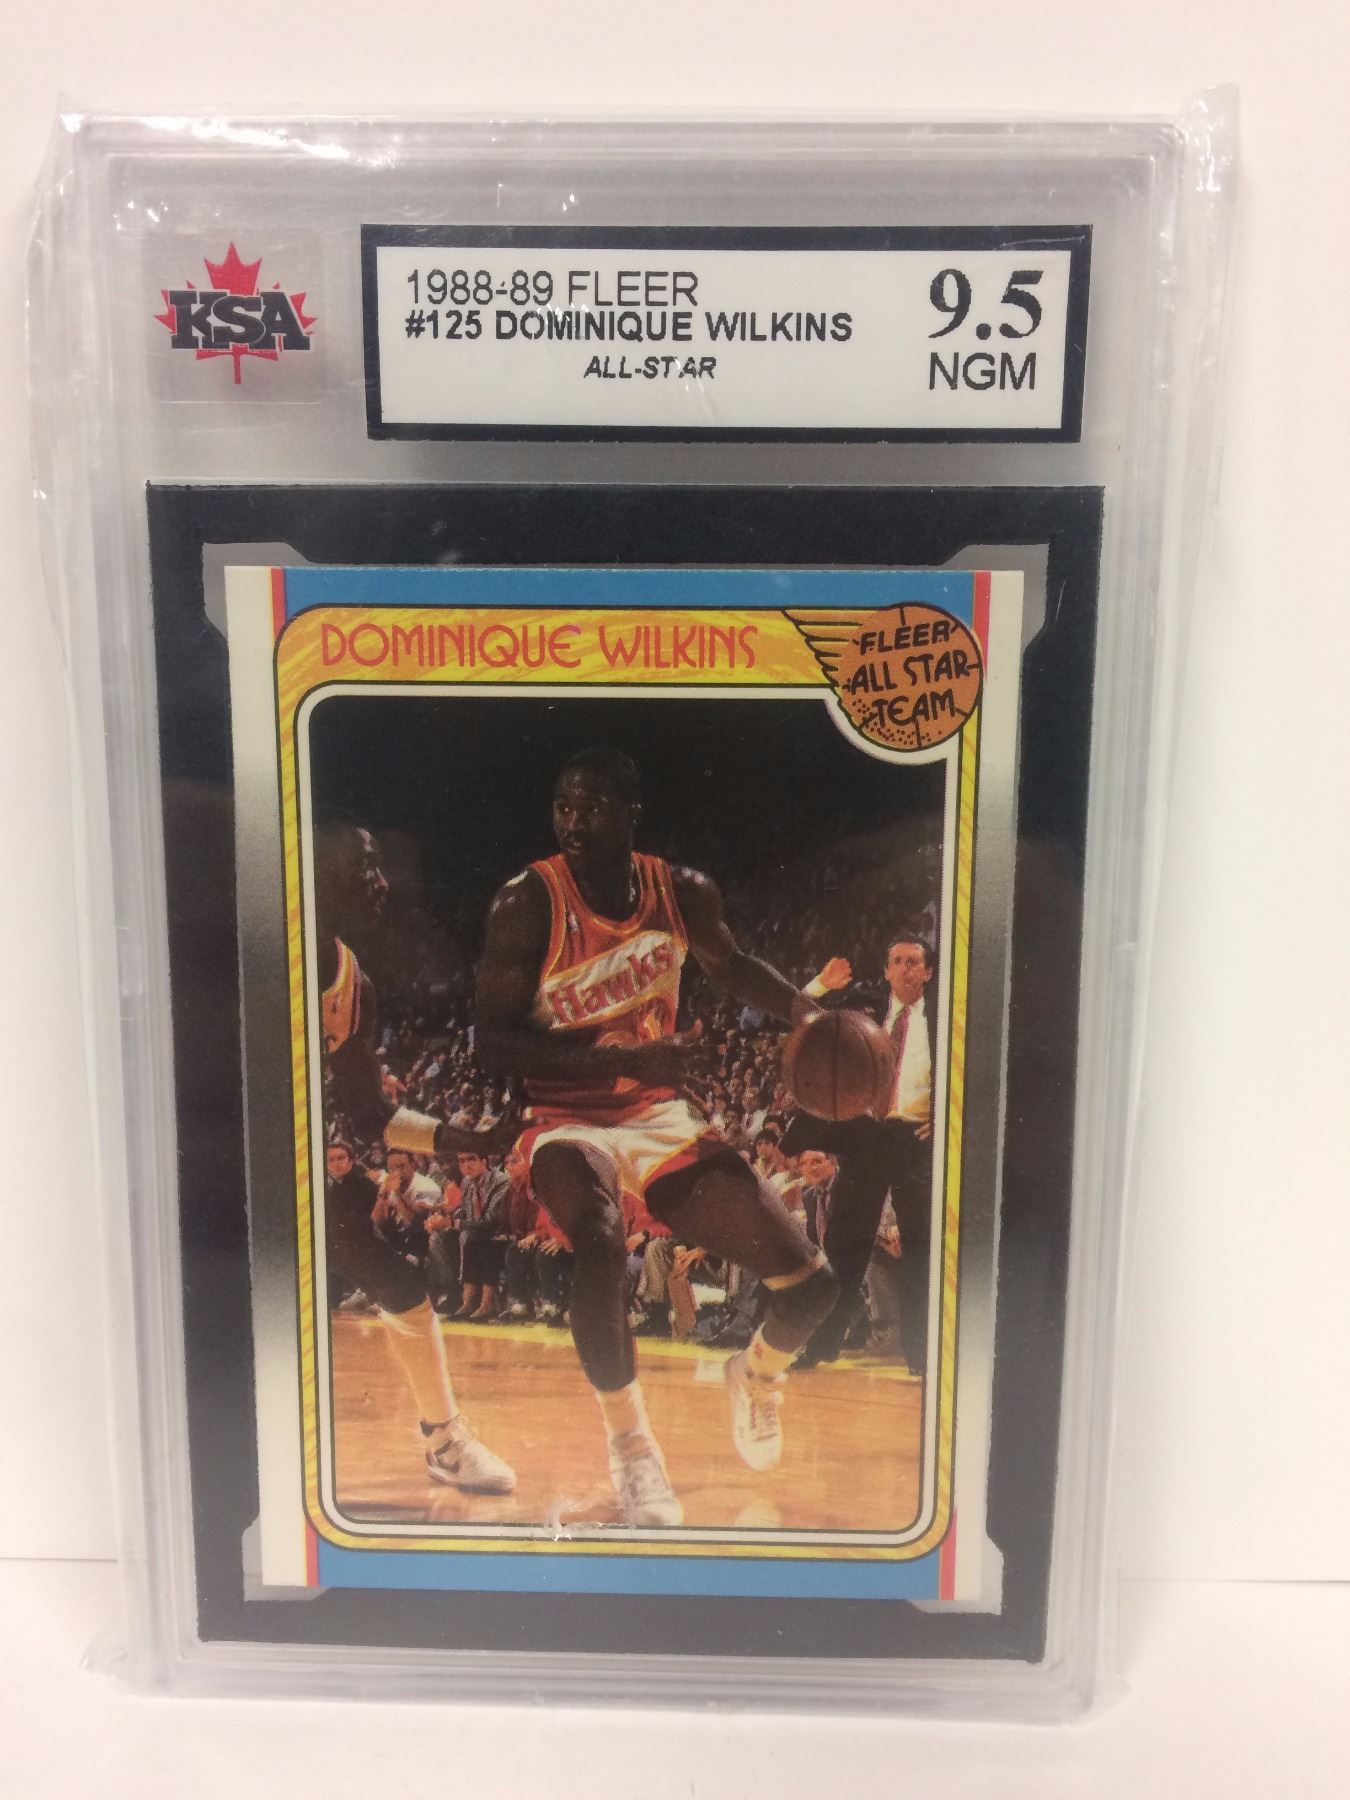 KSA
1988-89 FLEER
#125 DOMINIQUE WILKINS
ALL-STAR
9.5
NGM
DOMINIQUE WILKINS
FLEER
ALL STAR
TEAM
Hawks